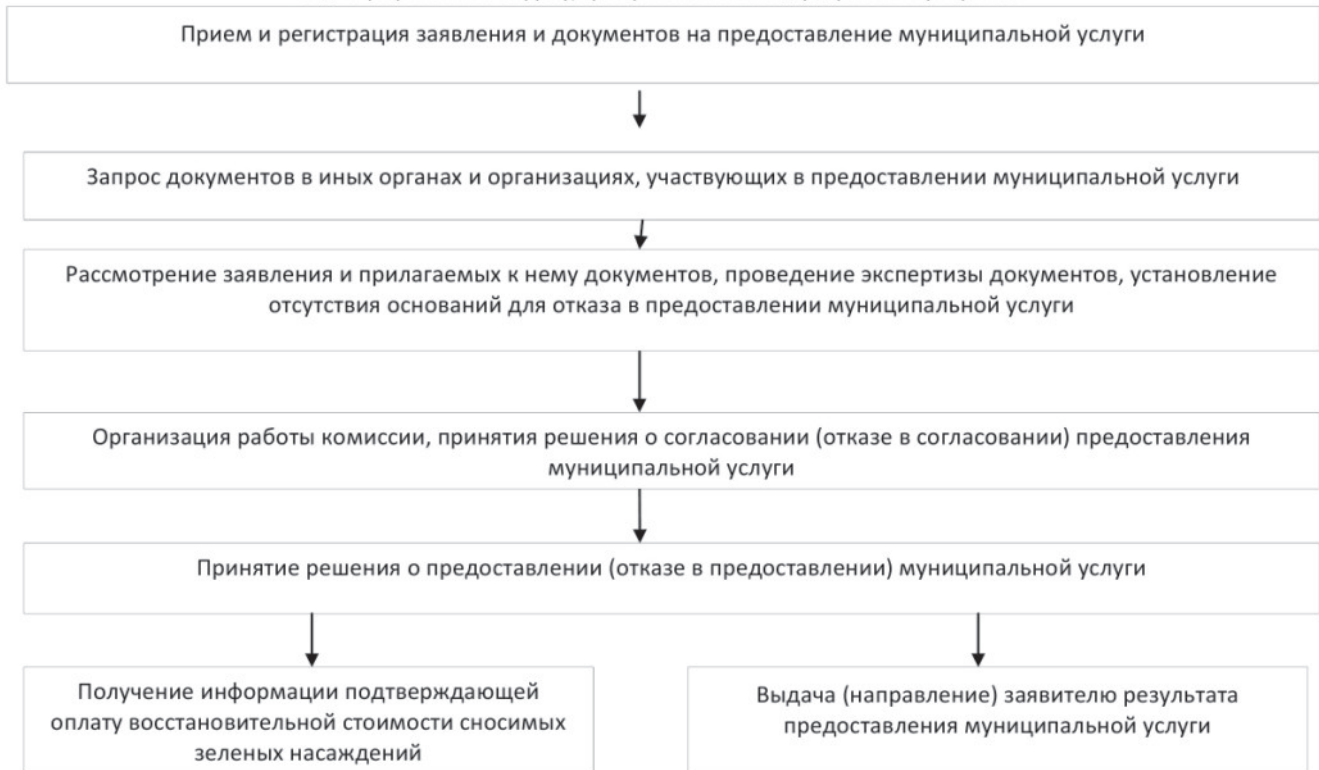 Прием и регистрация заявления и документов на предоставление муниципальной услуги
Запрос документов в иных органах и организациях, участвующих в предоставлении муниципальной услуги
Рассмотрение заявления и прилагаемых к нему документов, проведение экспертизы документов, установление
отсутствия оснований для отказа в предоставлении муниципальной услуги
Организация работы комиссии, принятия решения о согласовании (отказе в согласовании) предоставления
муниципальной услуги
Принятие решения о предоставлении (отказе в предоставлении) муниципальной услуги
Получение информации подтверждающей
оплату восстановительной стоимости сносимых
зеленых насаждений
Выдача (направление) заявителю результата
предоставления муниципальной услуги